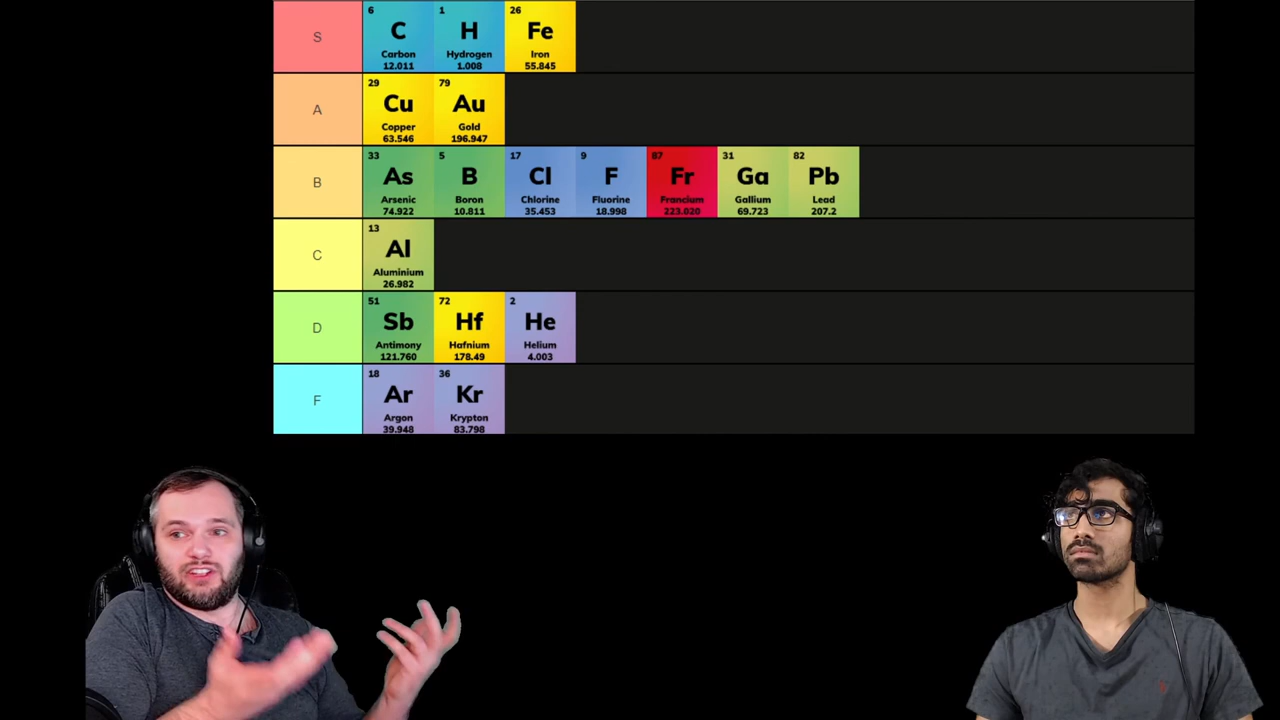 S
6
C
Carbon
12.011
1
H
Hydrogen
1.008
26
Fe
Iron
55.845
A
29
Cu
Copper
63.546
79
Au
Gold
196.947
B
33
As
Arsenic
74.922
5
B
Boron
10.811
17
Cl
Chlorine
35.453
9
F
Fluorine
18.998
87
Fr
Francium
223.020
31
Ga
Gallium
69.723
82
Pb
Lead
207.2
C
13
Al
Aluminium
26.982
D
51
Sb
Antimony
121.760
72
Hf
Hafnium
178.49
2
He
Helium
4.003
F
18
Ar
Argon
39.948
36
Kr
Krypton
83.798